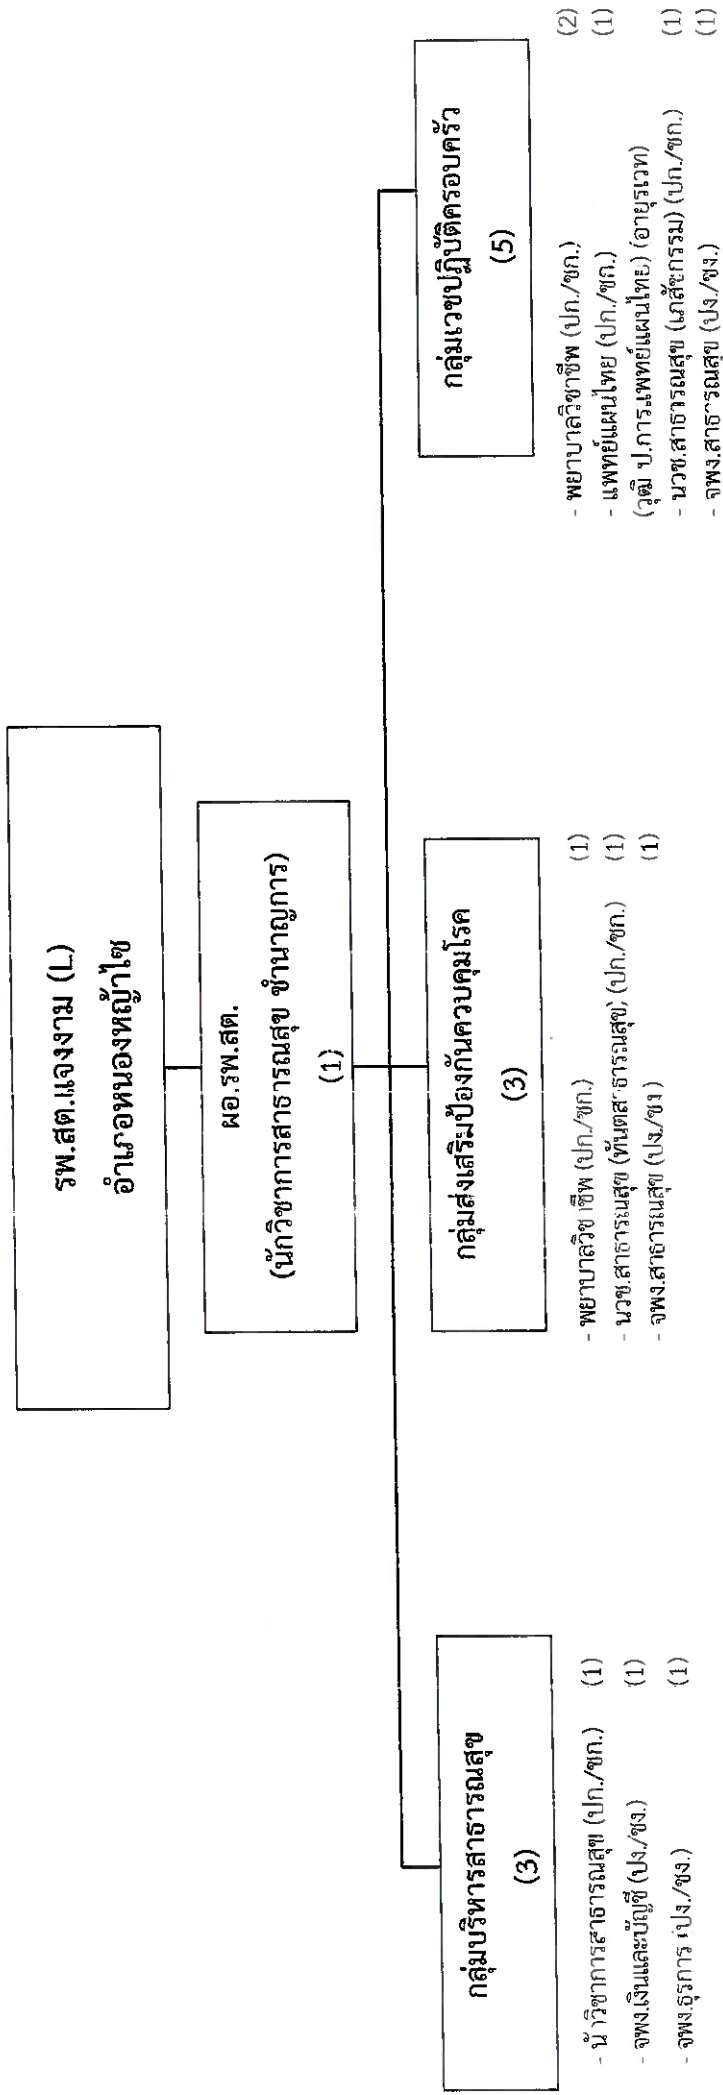 รพ.สต.แจงงาม (L)
อำเภอหนองหญ้าไซ
ผอ.รพ.สต.
(นักวิชาการสาธารณสุข ชำนาญการ)
(1)
กลุ่มบริหารสาธารณสุข
(3)
- นักวิชาการสาธารณสุข (ปก./ชก.) (1)
- จพง.เงินและบัญชี (ปง./ชง.) (1)
- จพง.ธุรการ (ปง./ชง.) (1)
กลุ่มส่งเสริมป้องกันควบคุมโรค
(3)
- พยาบาลวิชาชีพ (ปก./ชก.) (1)
- นวช.สาธารณสุข (ทันตสาธารณสุข) (ปก./ชก.) (1)
- จพง.สาธารณสุข (ปง./ชง) (1)
กลุ่มเวชปฏิบัติครอบครัว
(5)
- พยาบาลวิชาชีพ (ปก./ชก.) (2)
- แพทย์แผนไทย (ปก./ชก.) (1)
(วุฒิ ป.การแพทย์แผนไทย) (อายุรเวท)
- นวช.สาธารณสุข (เภสัชกรรม) (ปก./ชก.) (1)
- จพง.สาธารณสุข (ปง./ชง.) (1)